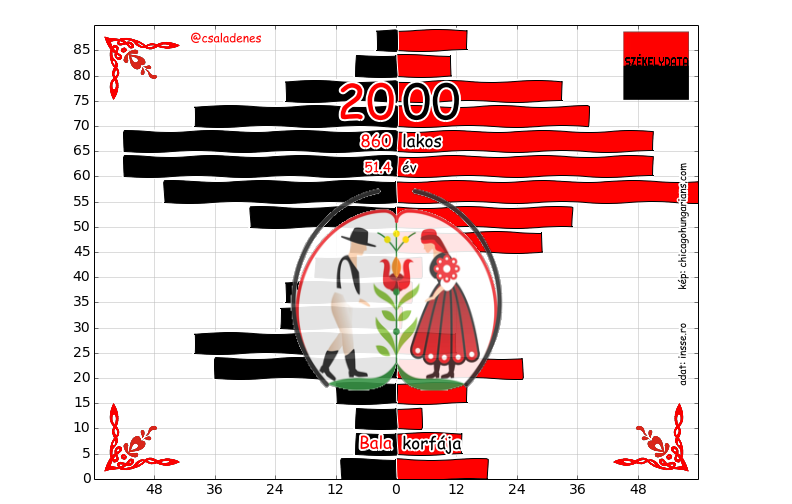 @csaladenes
SZÉKELYDATA
2000
860 lakos
51.4 év
kép: chicagohungarians.com
adat: insse.ro
Bala korfája
85
80
75
70
65
60
55
50
45
40
35
30
25
20
15
10
5
0
48 36 24 12 0 12 24 36 48